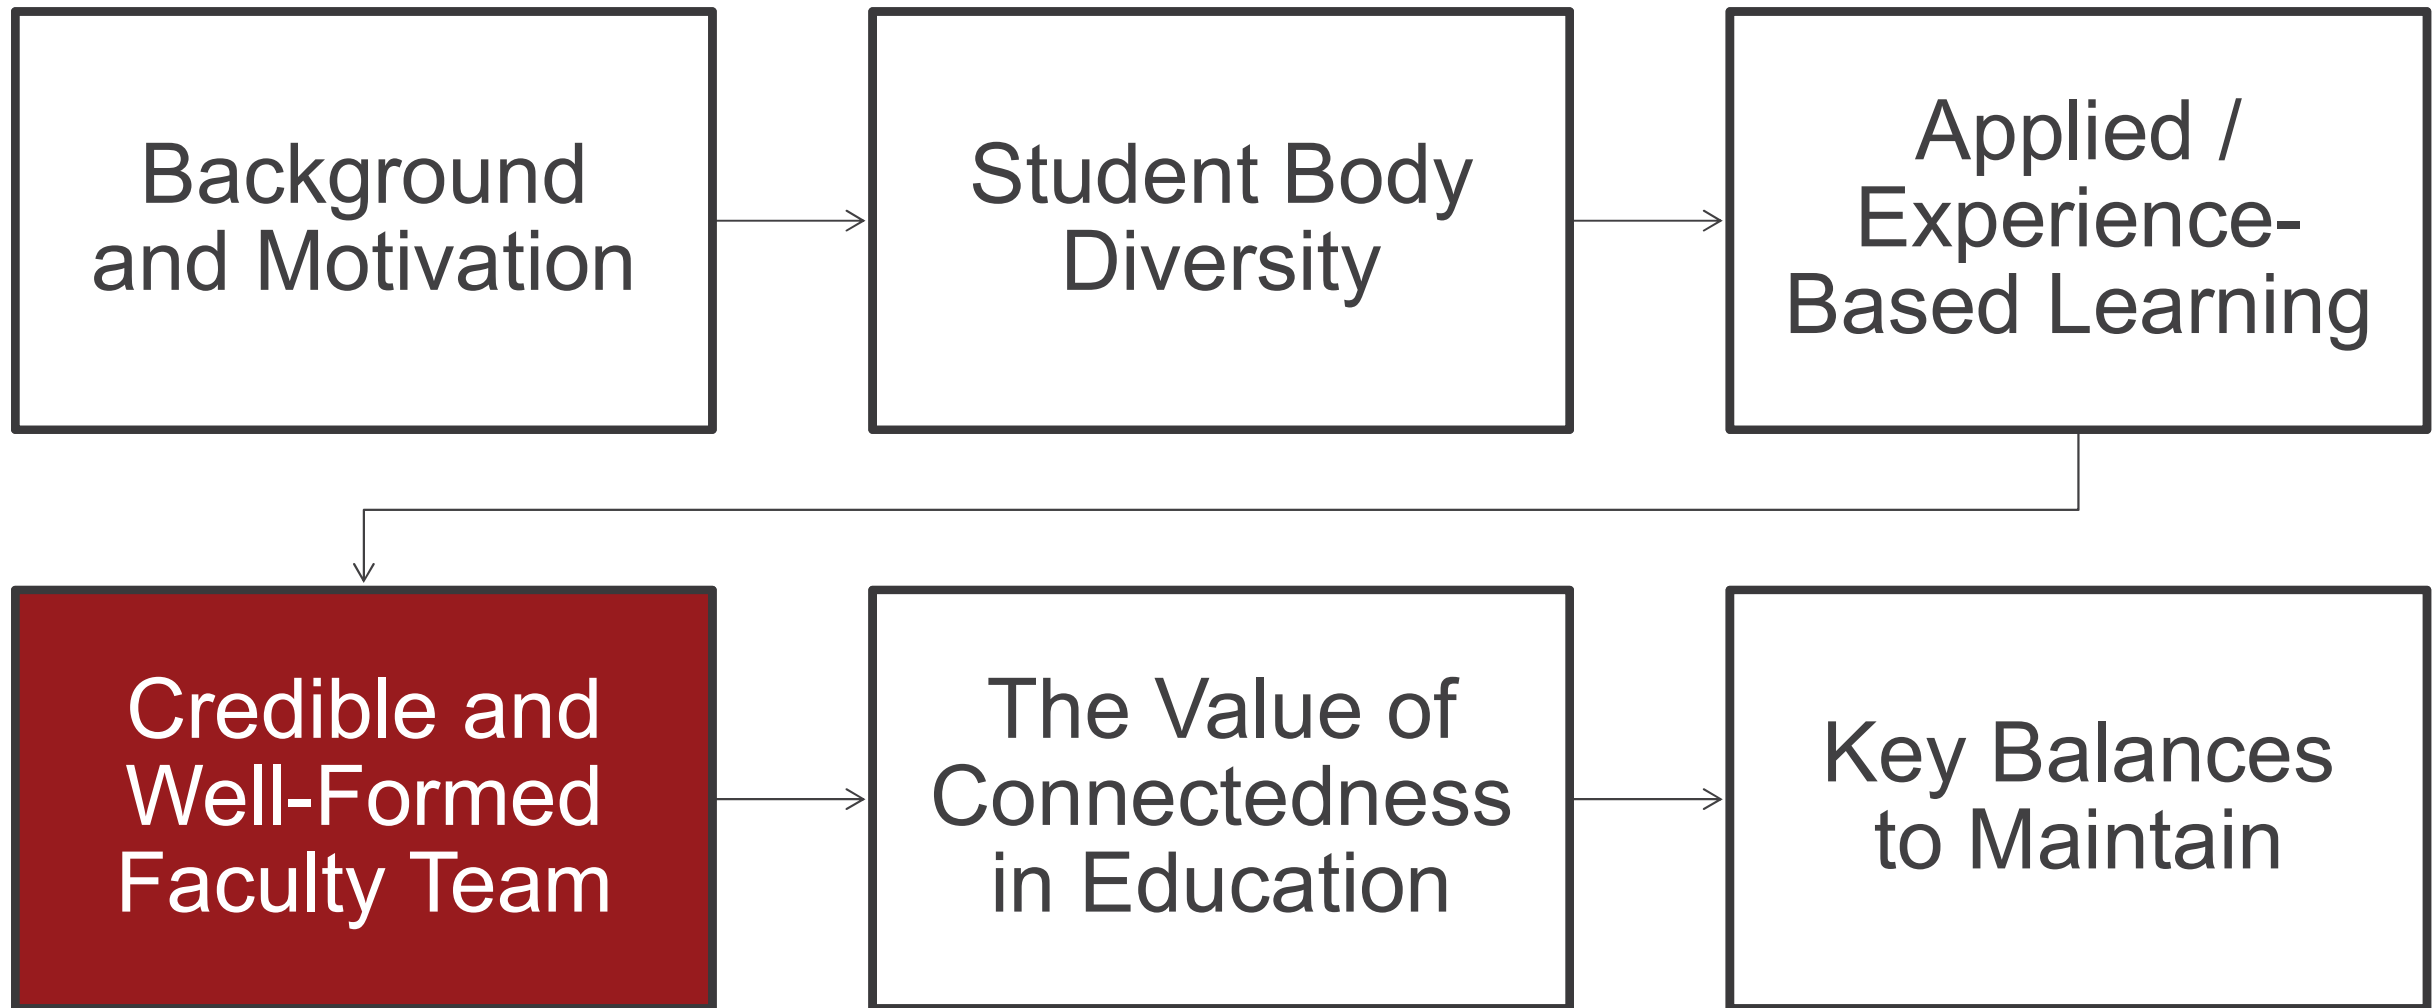 Background
and Motivation
Student Body
Diversity
Applied /
Experience-
Based Learning
Credible and
Well-Formed
Faculty Team
The Value of
Connectedness
in Education
Key Balances
to Maintain